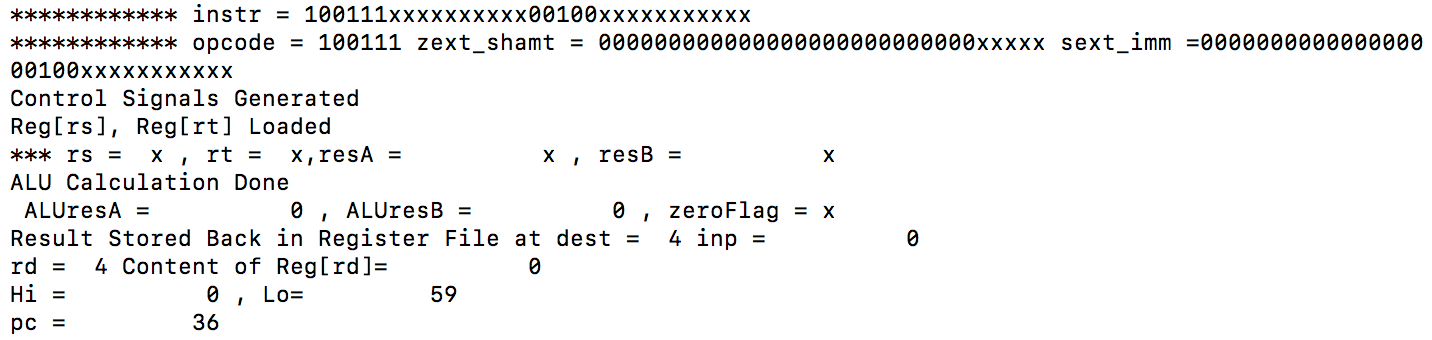 ************ instr = 100111xxxxxxxxxx00100xxxxxxxxxxx
************ opcode = 100111 zext_shamt = 000000000000000000000000000xxxxx sext_imm =0000000000000000
00100xxxxxxxxxxx
Control Signals Generated
Reg[rs], Reg[rt] Loaded
*** rs =  x , rt =  x,resA =          x , resB =          x
ALU Calculation Done
 ALUresA =          0 , ALUresB =          0 , zeroFlag = x
Result Stored Back in Register File at dest =  4 inp =          0
rd =  4 Content of Reg[rd]=          0
Hi =          0 , Lo=         59
pc =         36